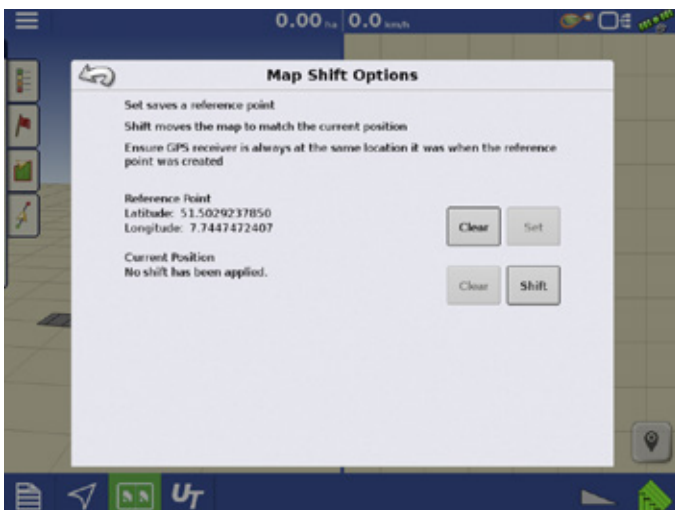 0.00 ha 0.0 km/h
Map Shift Options
Set saves a reference point
Shift moves the map to match the current position
Ensure GPS receiver is always at the same location it was when the reference
point was created
Reference Point
Latitude: 51.5029237850
Longitude: 7.7447472407
Clear Set
Current Position
No shift has been applied.
Clear Shift
UT